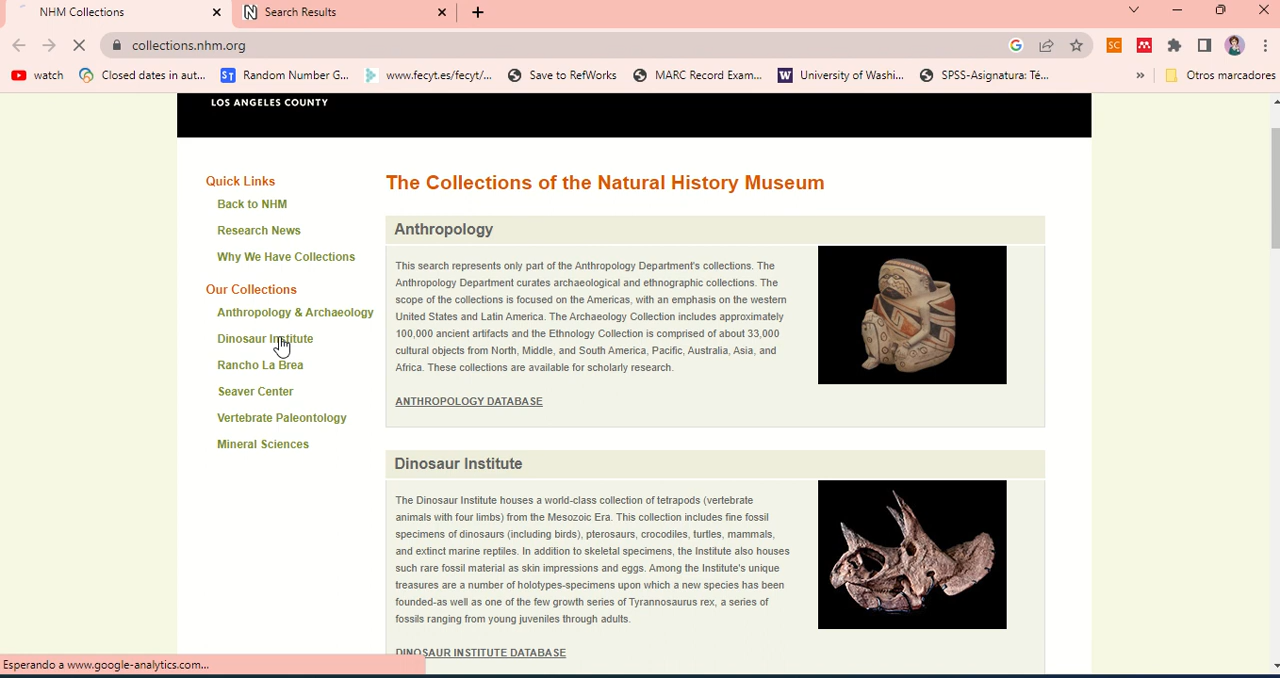 NHM Collections
Search Results
collections.nhm.org
watch
Closed dates in aut...
Random Number G...
www.fecyt.es/fecyt/...
Save to RefWorks
MARC Record Exam...
University of Washi...
SPSS-Asignatura: Té...
»
Otros marcadores
LOS ANGELES COUNTY
Quick Links
Back to NHM
Research News
Why We Have Collections
Our Collections
Anthropology & Archaeology
Dinosaur Institute
Rancho La Brea
Seaver Center
Vertebrate Paleontology
Mineral Sciences
The Collections of the Natural History Museum
Anthropology
This search represents only part of the Anthropology Department's collections. The
Anthropology Department curates archaeological and ethnographic collections. The
scope of the collections is focused on the Americas, with an emphasis on the western
United States and Latin America. The Archaeology Collection includes approximately
100,000 ancient artifacts and the Ethnology Collection is comprised of about 33,000
cultural objects from North, Middle, and South America, Pacific, Australia, Asia, and
Africa. These collections are available for scholarly research.
ANTHROPOLOGY DATABASE
Dinosaur Institute
The Dinosaur Institute houses a world-class collection of tetrapods (vertebrate
animals with four limbs) from the Mesozoic Era. This collection includes fine fossil
specimens of dinosaurs (including birds), pterosaurs, crocodiles, turtles, mammals,
and extinct marine reptiles. In addition to skeletal specimens, the Institute also houses
such rare fossil material as skin impressions and eggs. Among the Institute's unique
treasures are a number of holotypes-specimens upon which a new species has been
founded-as well as one of the few growth series of Tyrannosaurus rex, a series of
fossils ranging from young juveniles through adults.
DINOSAUR INSTITUTE DATABASE
Esperando a www.google-analytics.com...